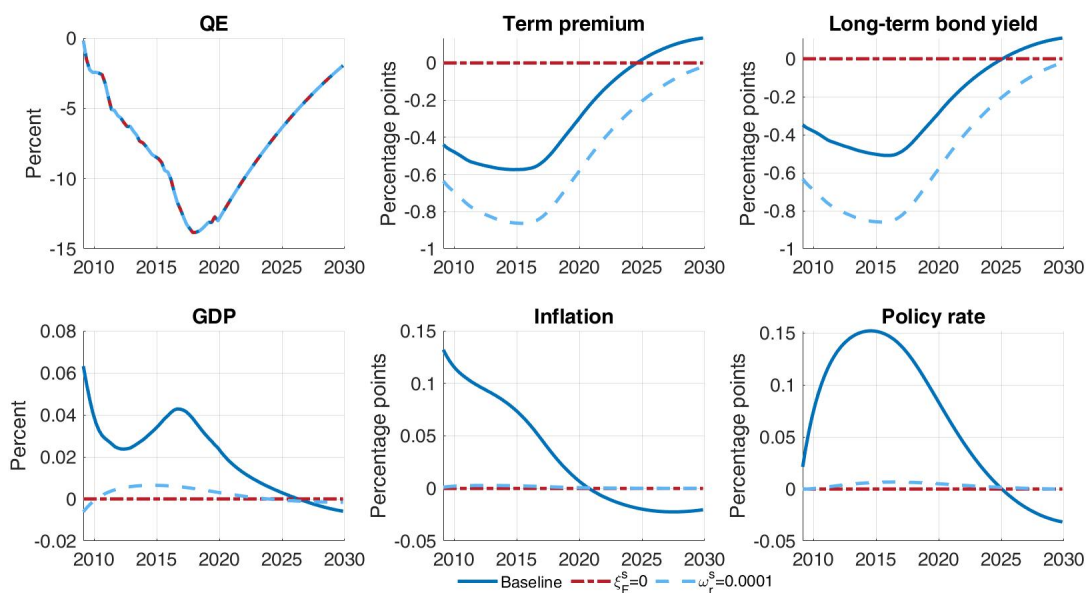 QE
Term premium
Long-term bond yield
0
-5
-10
-15
Percent
2010 2015 2020 2025 2030
0
-0.2
-0.4
-0.6
-0.8
-1
Percentage points
2010 2015 2020 2025 2030
0
-0.2
-0.4
-0.6
-0.8
-1
Percentage points
2010 2015 2020 2025 2030
GDP
Inflation
Policy rate
0.08
0.06
0.04
0.02
0
-0.02
Percent
2010 2015 2020 2025 2030
0.15
0.1
0.05
0
-0.05
Percentage points
2010 2015 2020 2025 2030
0.15
0.1
0.05
0
-0.05
Percentage points
2010 2015 2020 2025 2030
Baseline ξ_F^s=0 ω_r^s=0.0001